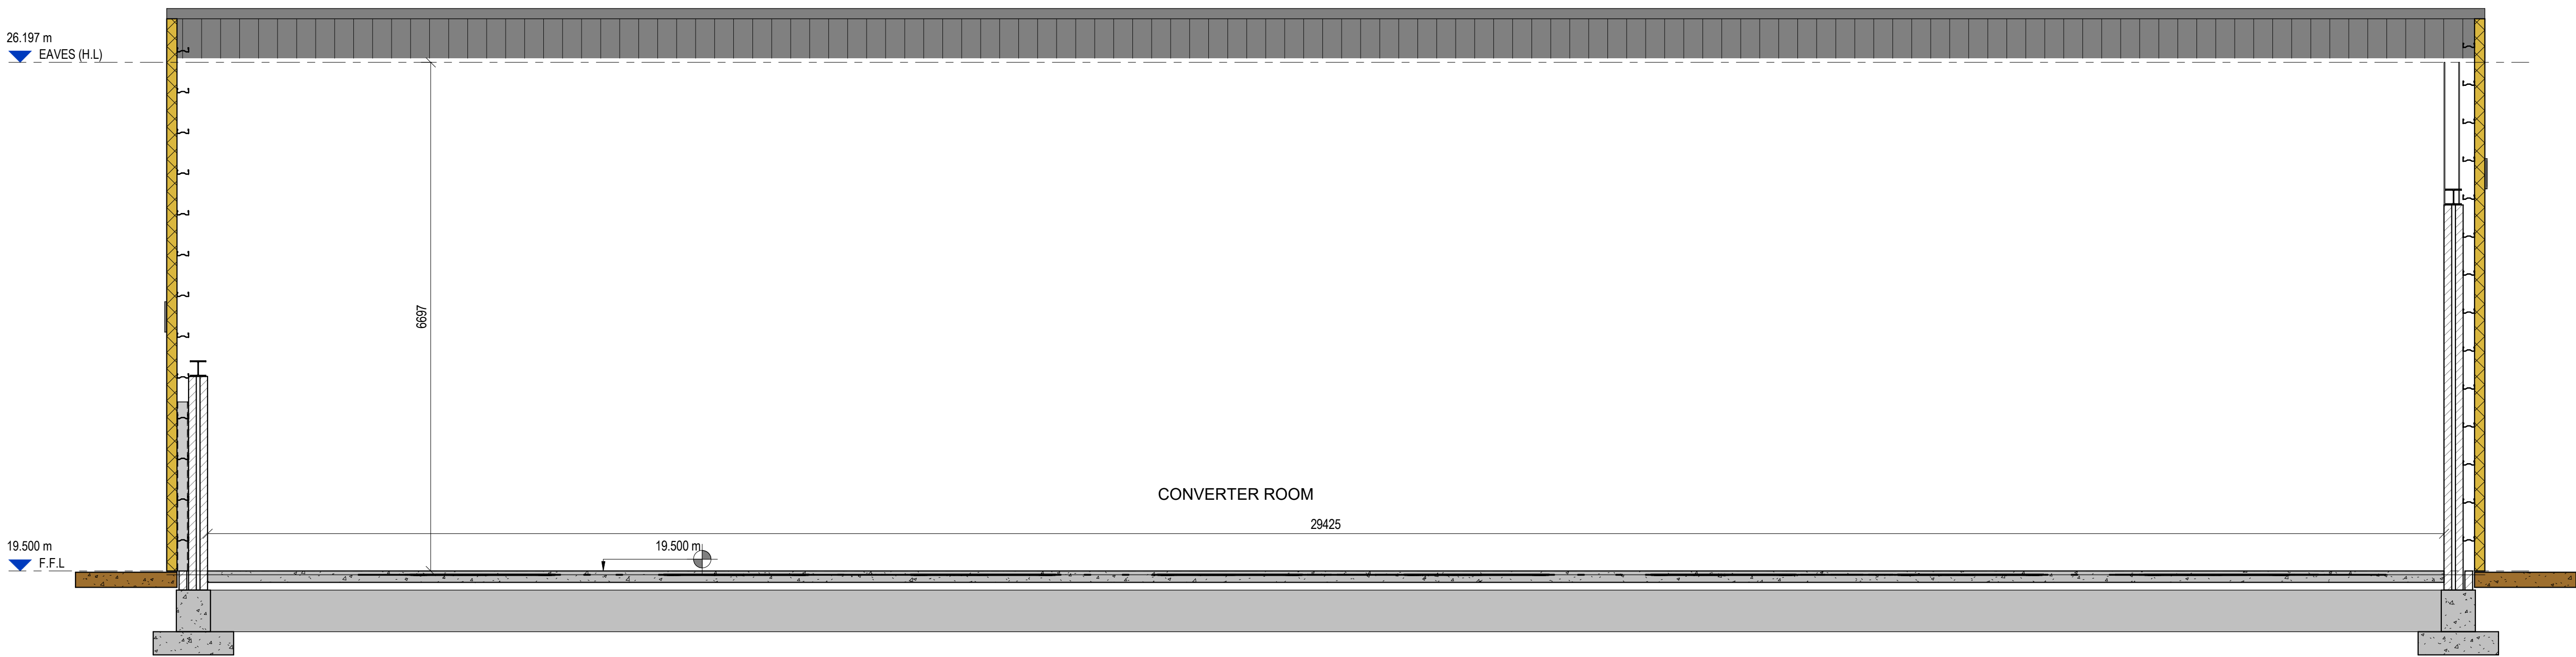 26.197 m
EAVES (H.L)
6697
CONVERTER ROOM
29425
19.500 m
19.500 m
F.F.L